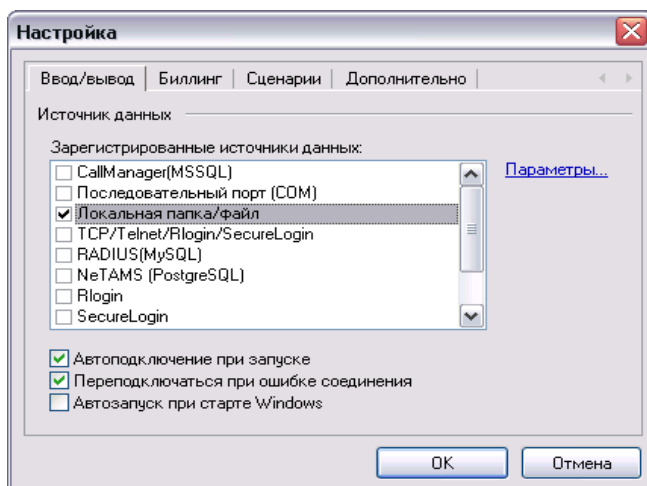 Настройка
Ввод/вывод Биллинг Сценарии Дополнительно
Источник данных
Зарегистрированные источники данных:
CallManager(MSSQL)
Параметры...
Последовательный порт (COM)
Локальная папка/файл
TCP/Telnet/Rlogin/SecureLogin
RADIUS(MySQL)
NeTAMS (PostgreSQL)
Rlogin
SecureLogin
Автоподключение при запуске
Переподключаться при ошибке соединения
Автозапуск при старте Windows
OK Отмена